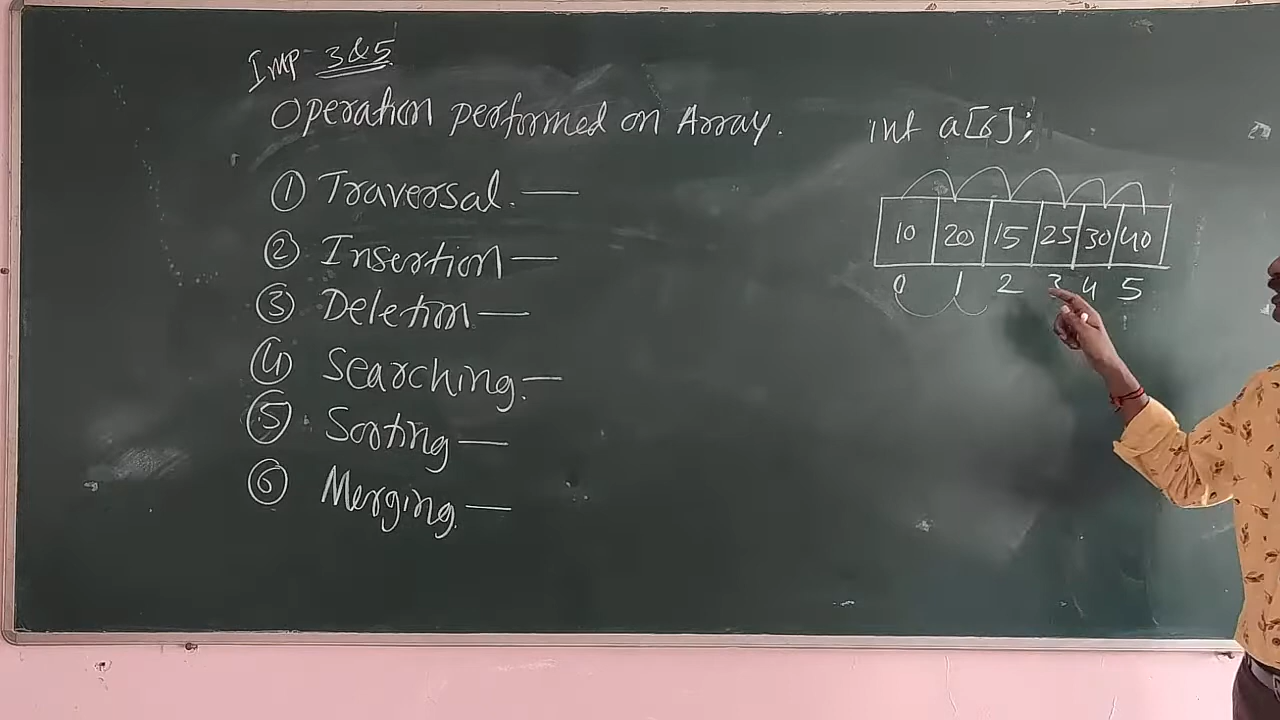 Imp 3&5
Operation performed on Array.
① Traversal. —
② Insertion —
③ Deletion —
④ Searching. —
⑤ Sorting —
⑥ Merging. —
int a[6];
10 20 15 25 30 40
0 1 2 3 4 5